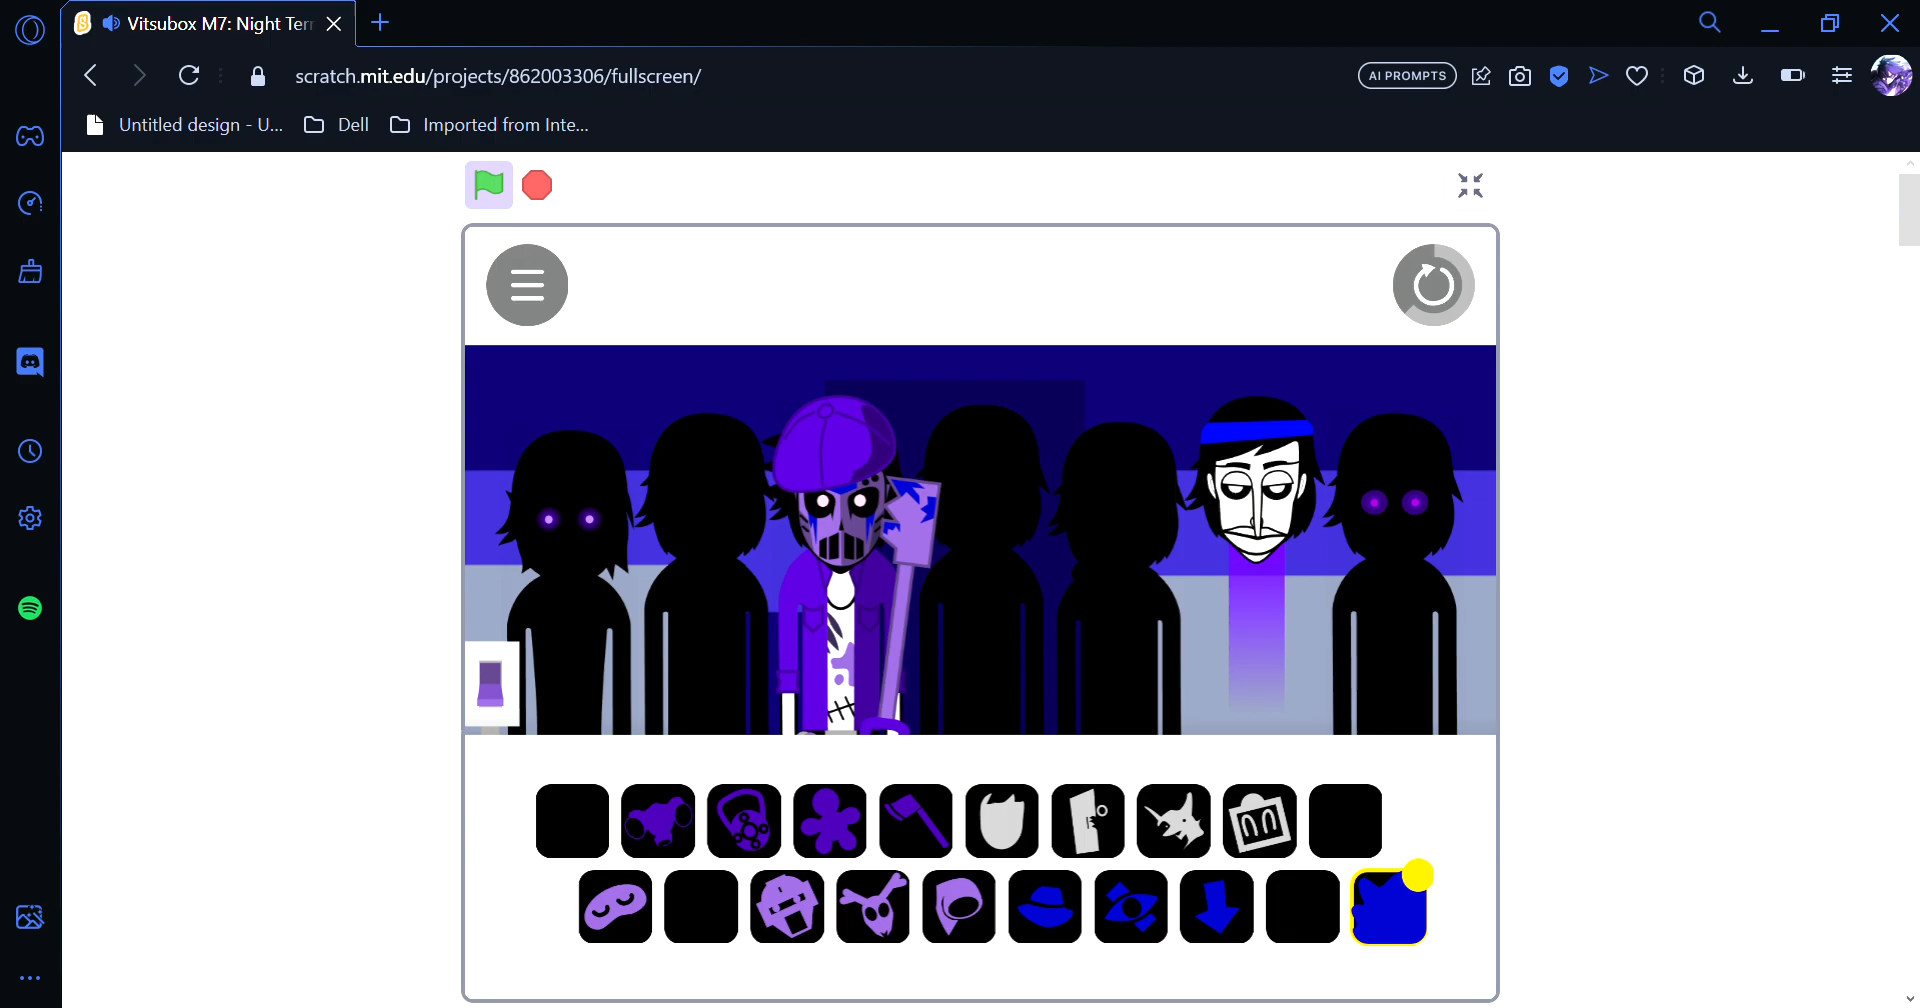 Vitsubox M7: Night Terr
scratch.mit.edu/projects/862003306/fullscreen/
AI PROMPTS
Untitled design - U...
Dell
Imported from Inte...